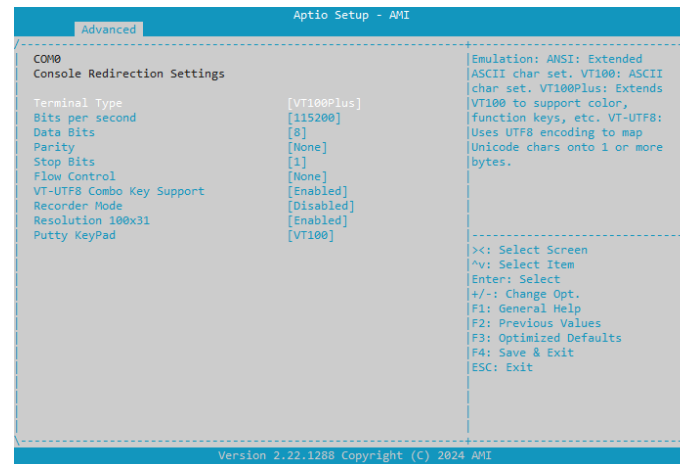 Aptio Setup - AMI
Advanced
COM0
Console Redirection Settings
Terminal Type [VT100Plus]
Bits per second [115200]
Data Bits [8]
Parity [None]
Stop Bits [1]
Flow Control [None]
VT-UTF8 Combo Key Support [Enabled]
Recorder Mode [Disabled]
Resolution 100x31 [Enabled]
Putty KeyPad [VT100]
Emulation: ANSI: Extended
ASCII char set. VT100: ASCII
char set. VT100Plus: Extends
VT100 to support color,
function keys, etc. VT-UTF8:
Uses UTF8 encoding to map
Unicode chars onto 1 or more
bytes.
><: Select Screen
^v: Select Item
Enter: Select
+/-: Change Opt.
F1: General Help
F2: Previous Values
F3: Optimized Defaults
F4: Save & Exit
ESC: Exit
Version 2.22.1288 Copyright (C) 2024 AMI